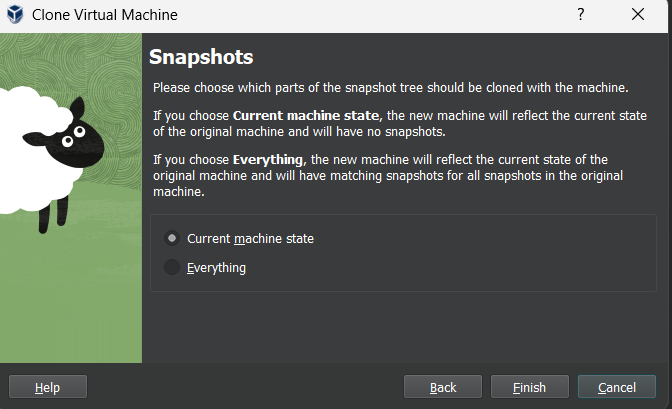 Clone Virtual Machine
?
Snapshots
Please choose which parts of the snapshot tree should be cloned with the machine.
If you choose Current machine state, the new machine will reflect the current state
of the original machine and will have no snapshots.
If you choose Everything, the new machine will reflect the current state of the
original machine and will have matching snapshots for all snapshots in the original
machine.
Current machine state
Everything
Help
Back
Finish
Cancel